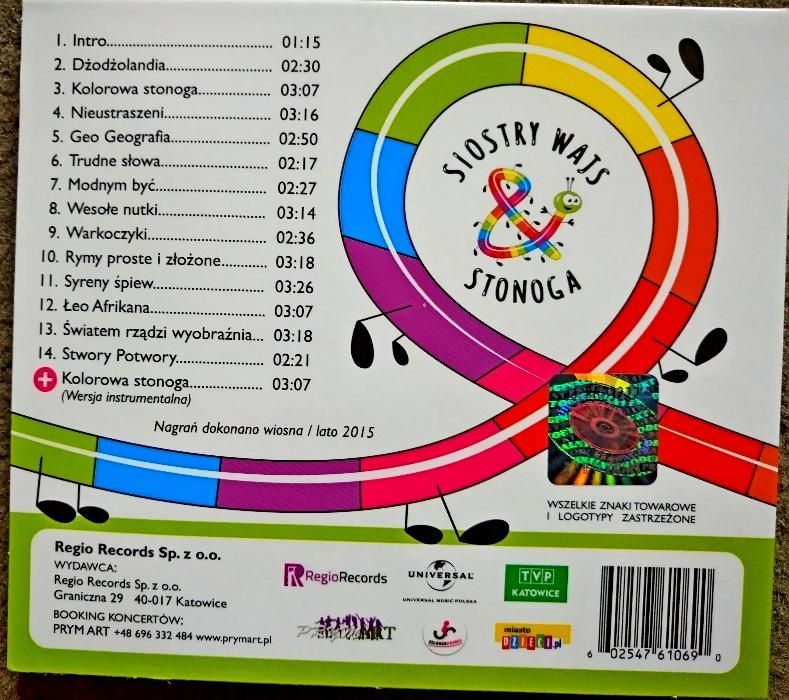 1. Intro........................................ 01:15
2. Dżodżolandia.......................... 02:30
3. Kolorowa stonoga.................. 03:07
4. Nieustraszeni.......................... 03:16
5. Geo Geografia........................ 02:50
6. Trudne słowa.......................... 02:17
7. Modnym być........................... 02:27
8. Wesołe nutki.......................... 03:14
9. Warkoczyki............................. 02:36
10. Rymy proste i złożone.......... 03:18
11. Syreny śpiew......................... 03:26
12. Łeo Afrikana.......................... 03:07
13. Światem rządzi wyobraźnia... 03:18
14. Stwory Potwory.................... 02:21
+ Kolorowa stonoga................. 03:07
(Wersja instrumentalna)
Nagrań dokonano wiosna / lato 2015
SIOSTRY WAJS
&
STONOGA
WSZELKIE ZNAKI TOWAROWE
I LOGOTYPY ZASTRZEŻONE
Regio Records Sp. z o.o.
WYDAWCA:
Regio Records Sp. z o.o.
Graniczna 29 40-017 Katowice
BOOKING KONCERTÓW:
PRYM ART +48 696 332 484 www.prymart.pl
RegioRecords
UNIVERSAL
UNIVERSAL MUSIC POLSKA
TVP
KATOWICE
PrymART
miasto
DZIECI.pl
6 02547 61069 0